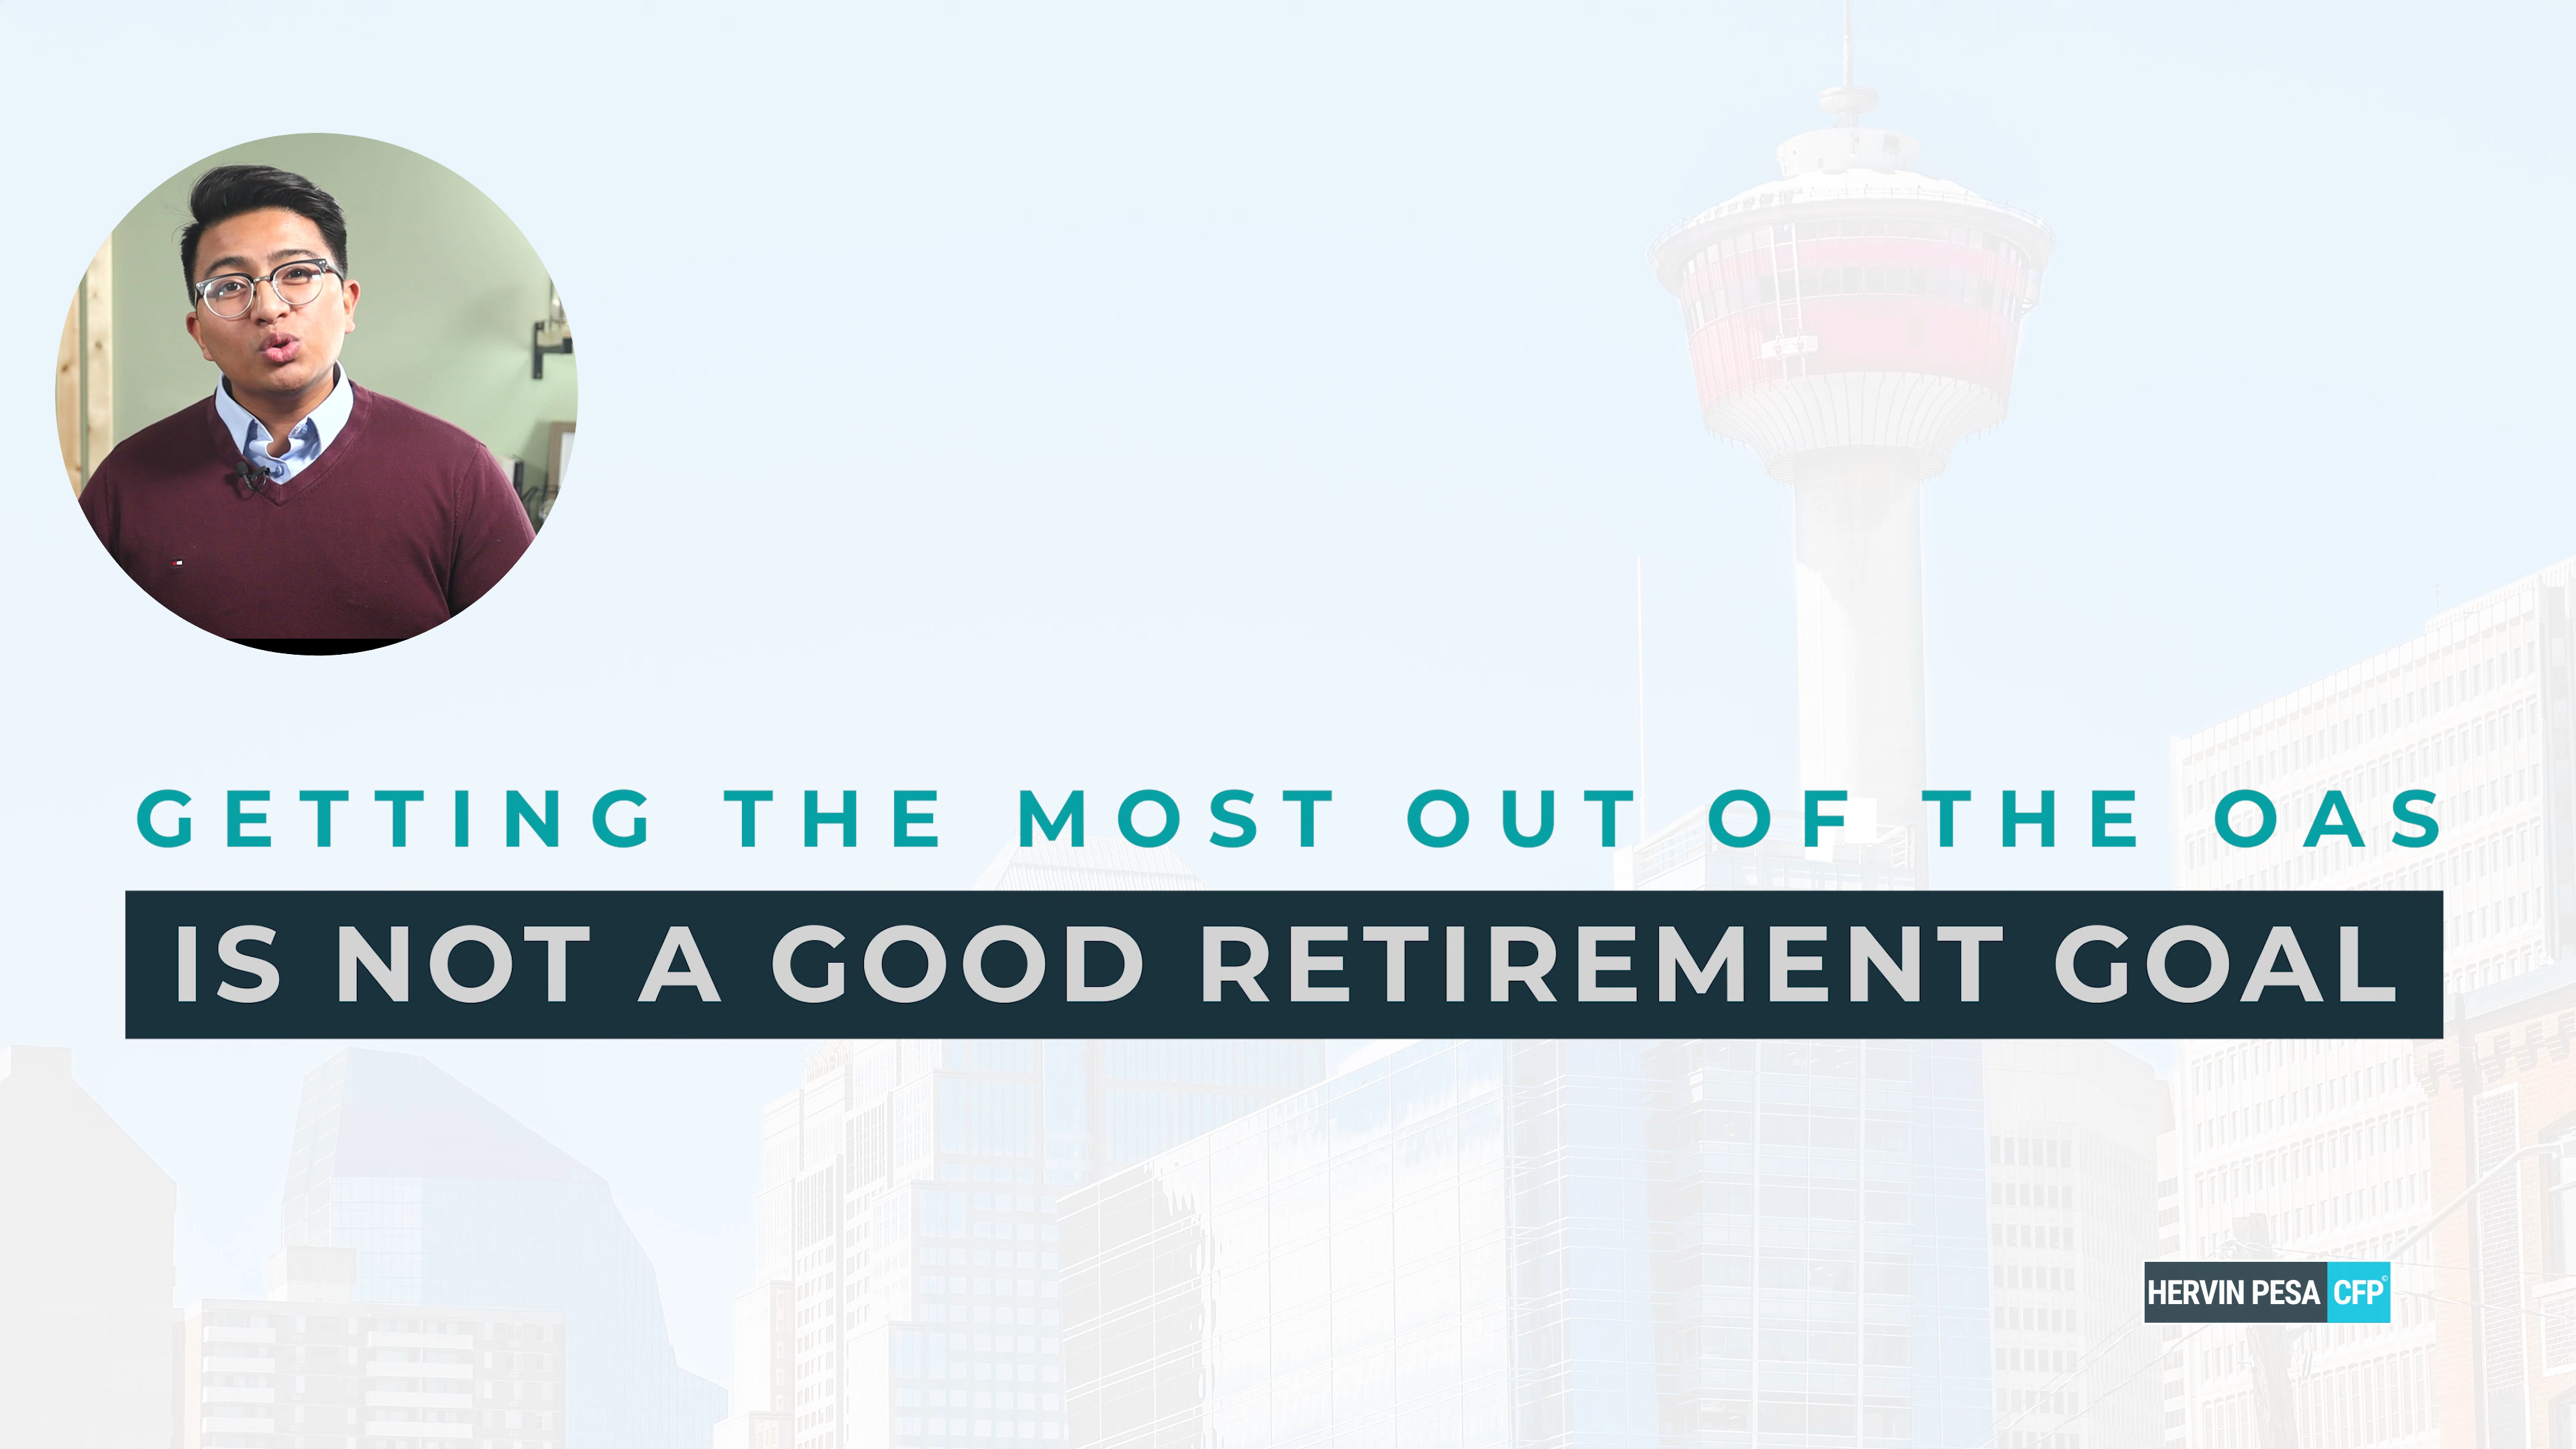 GETTING THE MOST OUT OF THE OAS
IS NOT A GOOD RETIREMENT GOAL
HERVIN PESA CFP©